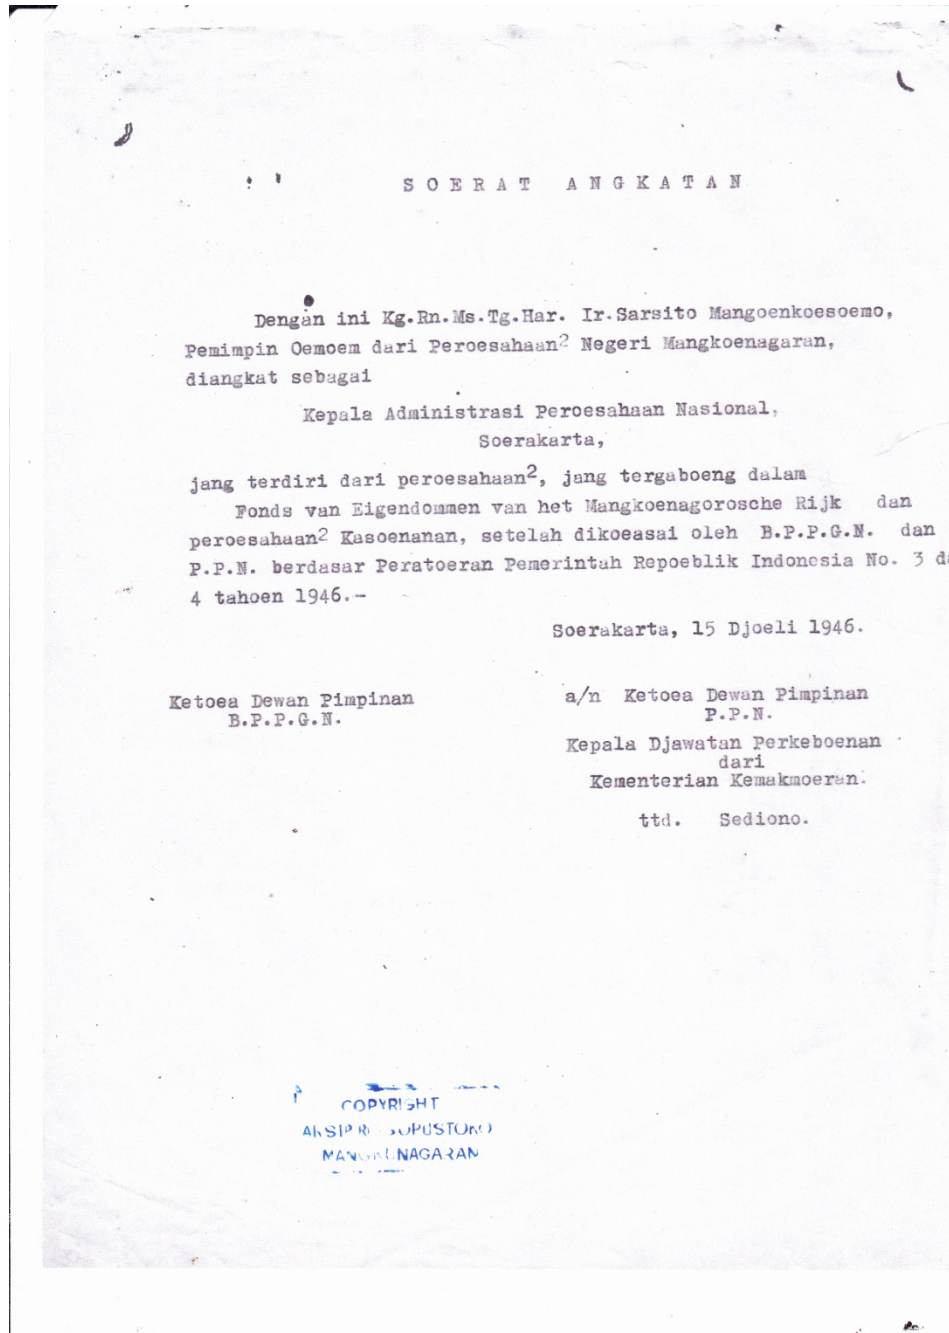 SOERAT ANGKATAN
Dengan ini Kg.Rn.Ms.Tg.Har. Ir.Sarsito Mangoenkoesoemo,
Pemimpin Oemoem dari Peroesahaan² Negeri Mangkoenagaran,
diangkat sebagai
Kepala Administrasi Peroesahaan Nasional,
Soerakarta,
jang terdiri dari peroesahaan², jang tergaboeng dalam
Fonds van Eigendommen van het Mangkoenagorosche Rijk dan
peroesahaan² Kasoenanan, setelah dikoeasai oleh B.P.P.G.N. dan
P.P.N. berdasar Peratoeran Pemerintah Repoeblik Indonesia No. 3
4 tahoen 1946.-
Soerakarta, 15 Djoeli 1946.
Ketoea Dewan Pimpinan
B.P.P.G.N.
a/n Ketoea Dewan Pimpinan
P.P.N.
Kepala Djawatan Perkeboenan
dari
Kementerian Kemakmoeran.
ttd. Sediono.
COPYRIGHT